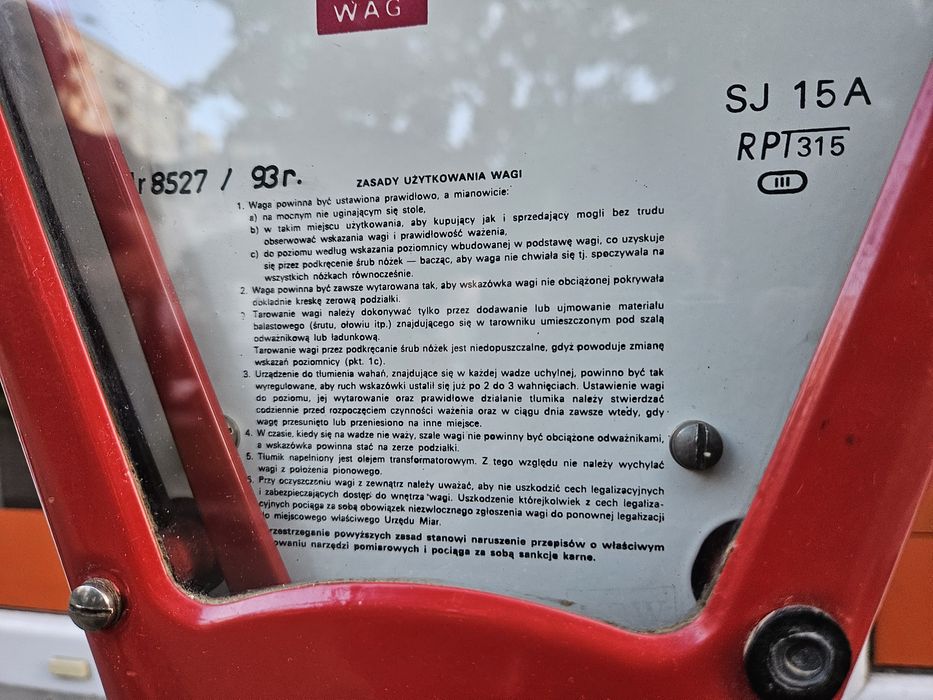 WAG
SJ 15A
RPT315
III
r 8527 / 93r.
ZASADY UŻYTKOWANIA WAGI
1. Waga powinna być ustawiona prawidłowo, a mianowicie:
a) na mocnym nie uginającym się stole,
b) w takim miejscu użytkowania, aby kupujący jak i sprzedający mogli bez trudu
obserwować wskazania wagi i prawidłowość ważenia,
c) do poziomu według wskazania poziomnicy wbudowanej w podstawę wagi, co uzyskuje
się przez podkręcenie śrub nóżek — bacząc, aby waga nie chwiała się tj. spoczywała na
wszystkich nóżkach równocześnie.
2. Waga powinna być zawsze wytarowana tak, aby wskazówka wagi nie obciążonej pokrywała
dokładnie kreskę zerową podziałki.
Tarowanie wagi należy dokonywać tylko przez dodawanie lub ujmowanie materiału
balastowego (śrutu, ołowiu itp.) znajdującego się w tarowniku umieszczonym pod szalą
odważnikową lub ładunkową.
Tarowanie wagi przez podkręcanie śrub nóżek jest niedopuszczalne, gdyż powoduje zmianę
wskazań poziomnicy (pkt. 1c).
3. Urządzenie do tłumienia wahań, znajdujące się w każdej wadze uchylnej, powinno być tak
wyregulowane, aby ruch wskazówki ustalił się już po 2 do 3 wahnięciach. Ustawienie wagi
do poziomu, jej wytarowanie oraz prawidłowe działanie tłumika należy stwierdzać
codziennie przed rozpoczęciem czynności ważenia oraz w ciągu dnia zawsze wtedy, gdy
wagę przesunięto lub przeniesiono na inne miejsce.
4. W czasie, kiedy się na wadze nie waży, szale wagi nie powinny być obciążone odważnikami,
a wskazówka powinna stać na zerze podziałki.
5. Tłumik napełniony jest olejem transformatorowym. Z tego względu nie należy wychylać
wagi z położenia pionowego.
6. Przy oczyszczeniu wagi z zewnątrz należy uważać, aby nie uszkodzić cech legalizacyjnych
i zabezpieczających dostęp do wnętrza wagi. Uszkodzenie którejkolwiek z cech legaliza-
cyjnych pociąga za sobą obowiązek niezwłocznego zgłoszenia wagi do ponownej legalizacji
do miejscowego właściwego Urzędu Miar.
rzestrzeganie powyższych zasad stanowi naruszenie przepisów o właściwym
owaniu narzędzi pomiarowych i pociąga za sobą sankcje karne.